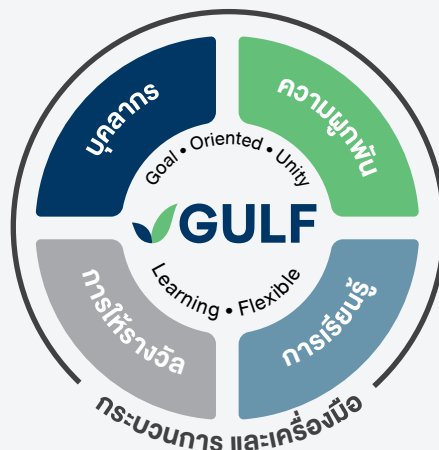 บุคลากร
ความผูกพัน
Goal • Oriented • Unity
GULF
Learning • Flexible
การให้รางวัล
การเรียนรู้
กระบวนการ และเครื่องมือ